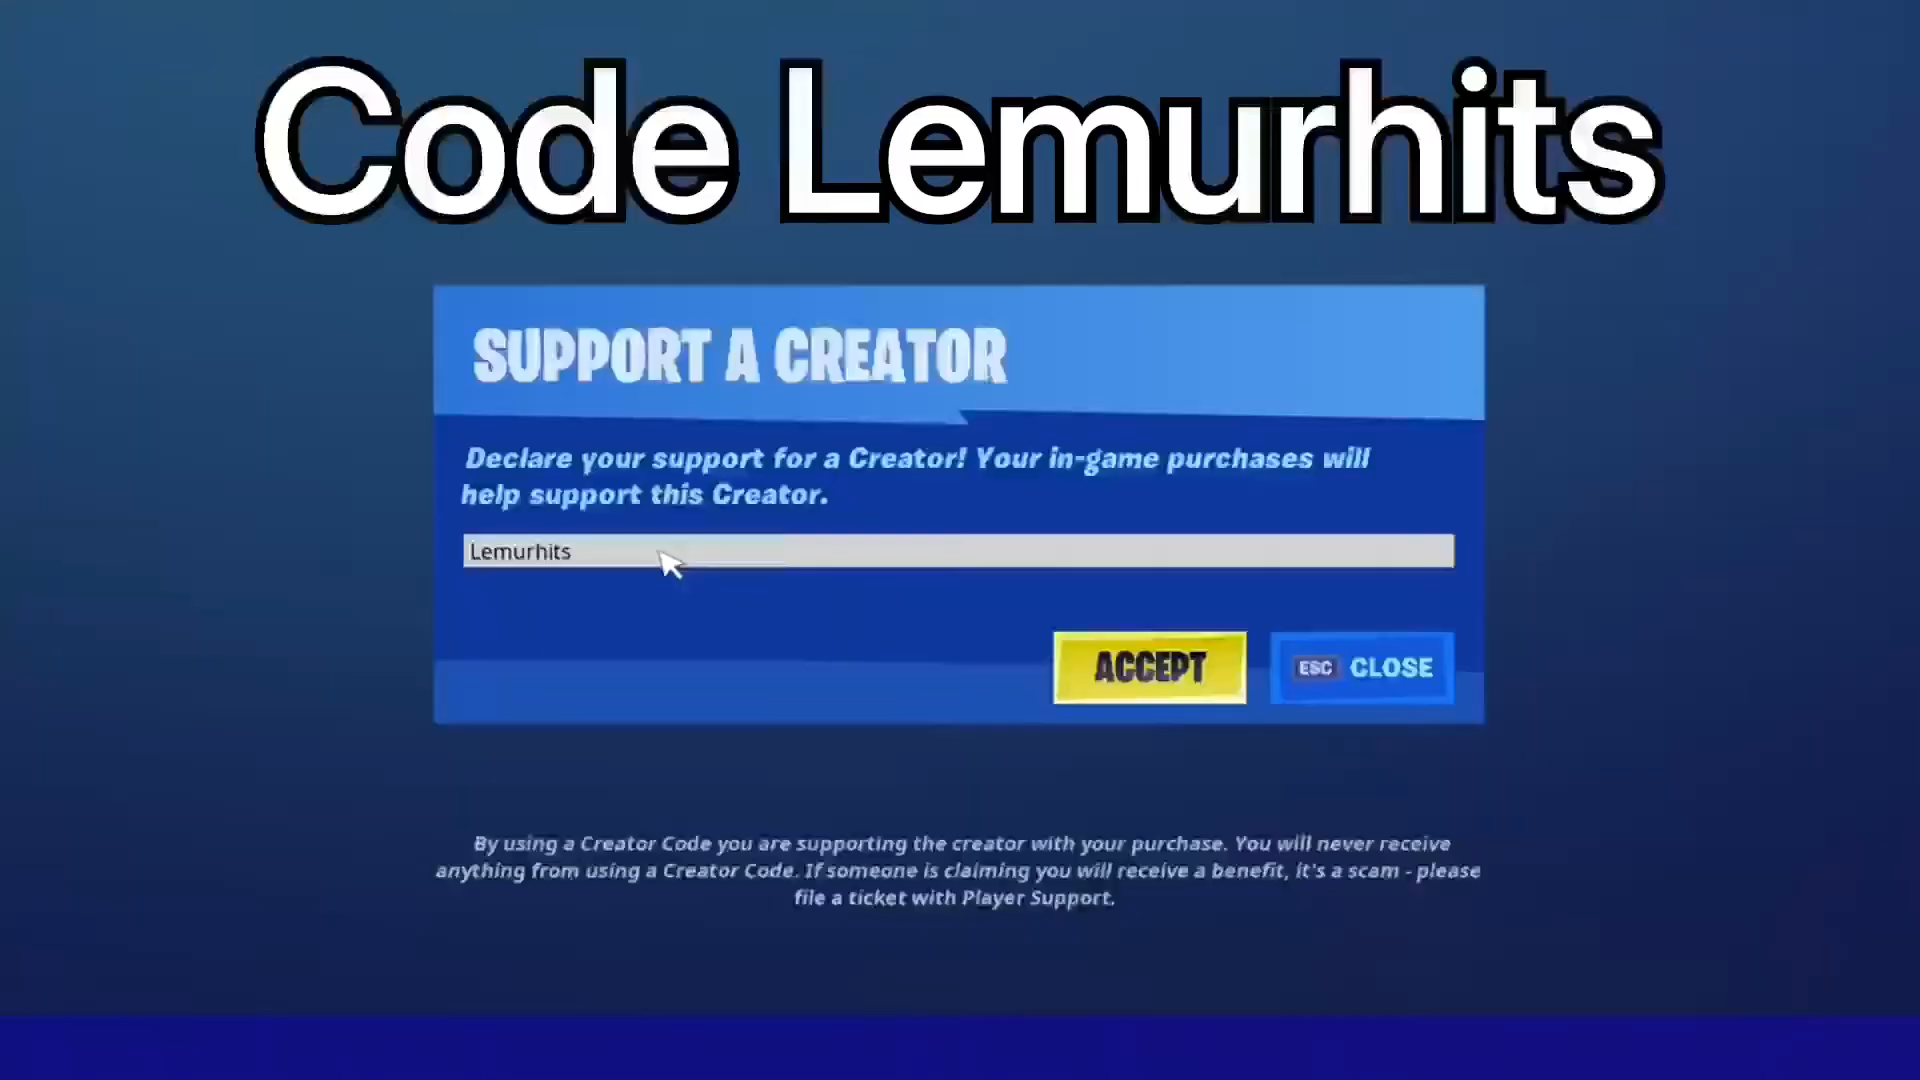 Code Lemurhits
SUPPORT A CREATOR
Declare your support for a Creator! Your in-game purchases will
help support this Creator.
Lemurhits
ACCEPT
ESC CLOSE
By using a Creator Code you are supporting the creator with your purchase. You will never receive
anything from using a Creator Code. If someone is claiming you will receive a benefit, it's a scam - please
file a ticket with Player Support.